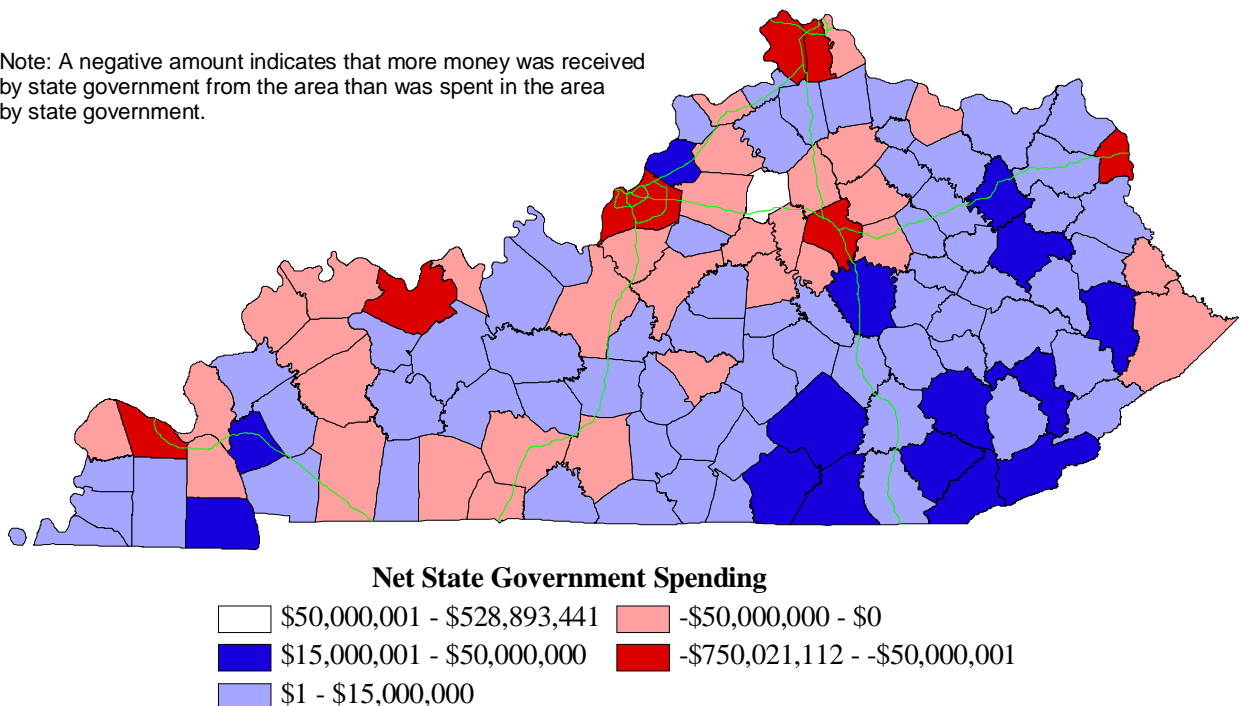 Note: A negative amount indicates that more money was received
by state government from the area than was spent in the area
by state government.
Net State Government Spending
$50,000,001 - $528,893,441
-$50,000,000 - $0
$15,000,001 - $50,000,000
-$750,021,112 - -$50,000,001
$1 - $15,000,000